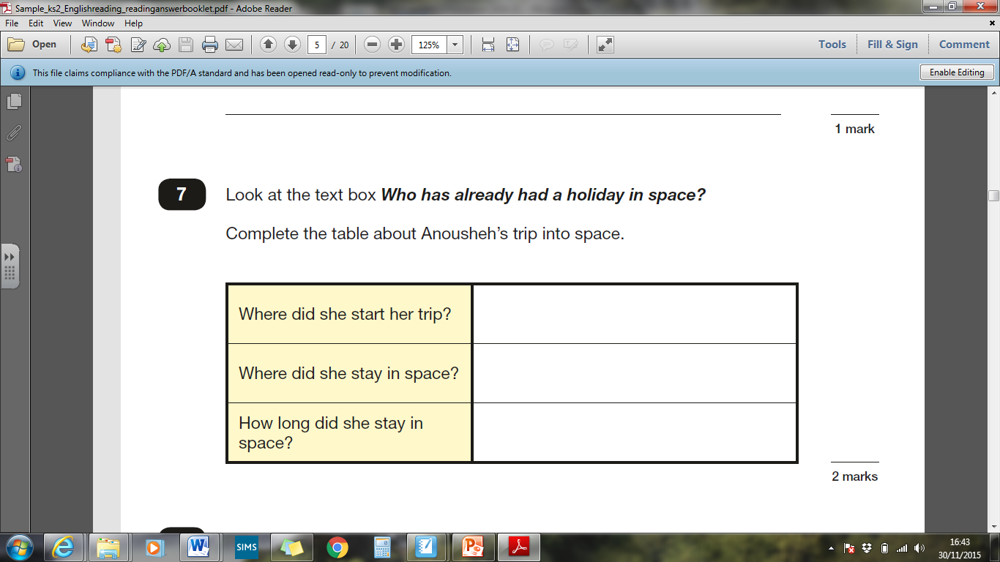 Sample_ks2_Englishreading_readinganswerbooklet.pdf - Adobe Reader
File Edit View Window Help
Open 5 / 20 125% Tools Fill & Sign Comment
This file claims compliance with the PDF/A standard and has been opened read-only to prevent modification. Enable Editing
1 mark
7 Look at the text box Who has already had a holiday in space?
Complete the table about Anousheh's trip into space.
Where did she start her trip?
Where did she stay in space?
How long did she stay in
space?
2 marks
SIMS
16:43
30/11/2015